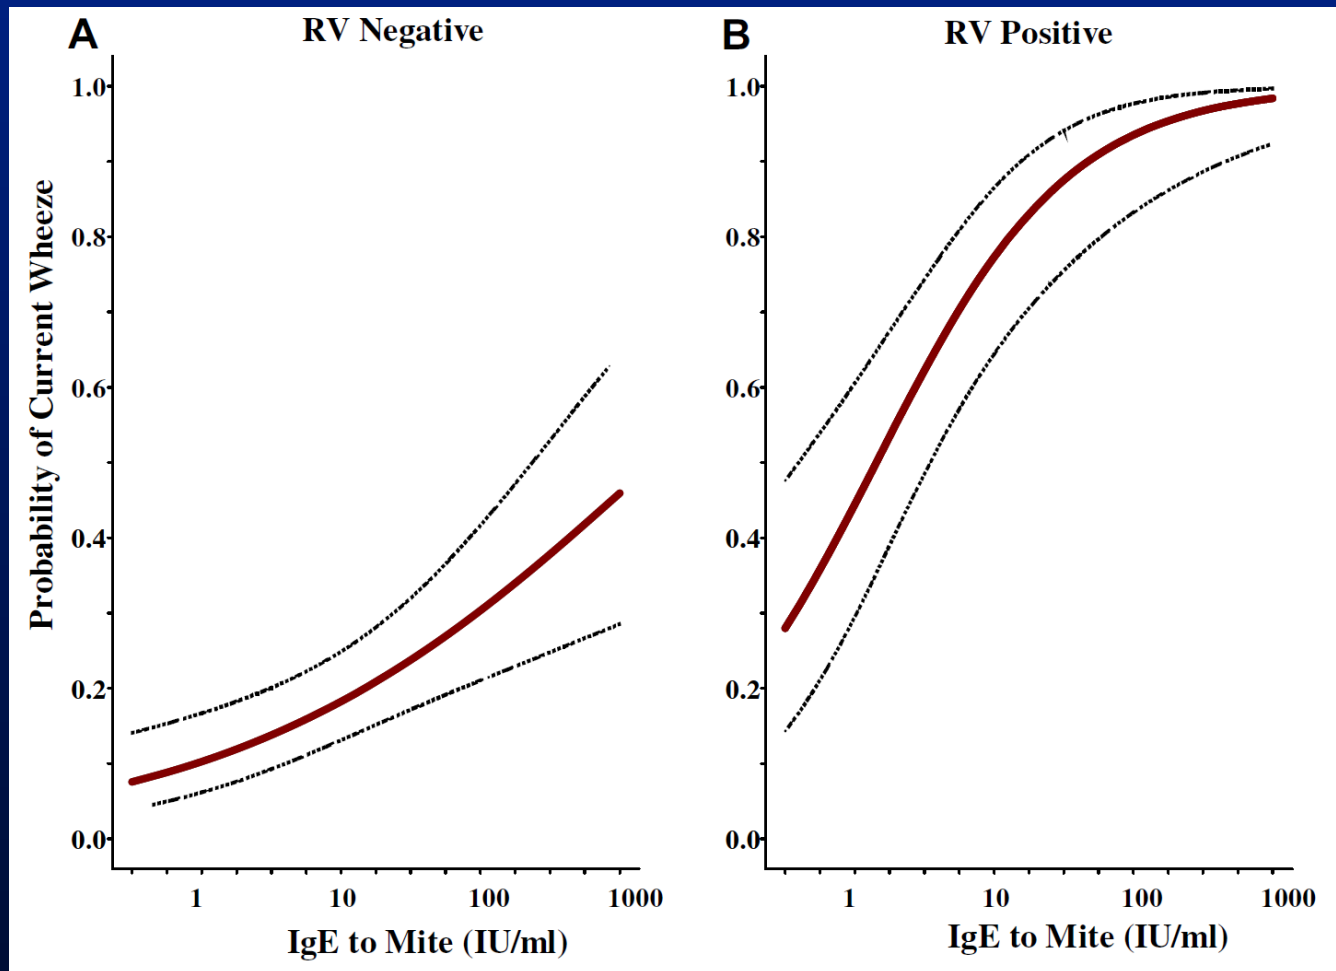 A
RV Negative
B
RV Positive
Probability of Current Wheeze
1.0
0.8
0.6
0.4
0.2
0.0
1 10 100 1000
IgE to Mite (IU/ml)
1.0
0.8
0.6
0.4
0.2
0.0
1 10 100 1000
IgE to Mite (IU/ml)